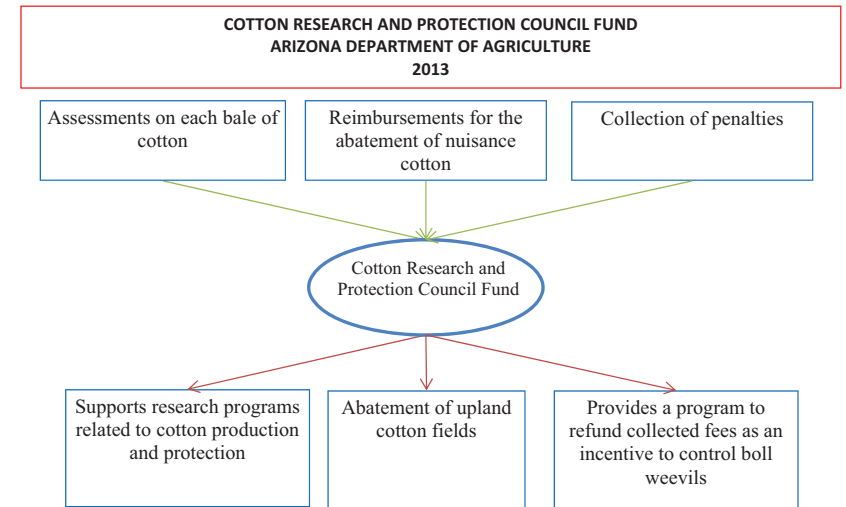 COTTON RESEARCH AND PROTECTION COUNCIL FUND
ARIZONA DEPARTMENT OF AGRICULTURE
2013
Assessments on each bale of
cotton
Reimbursements for the
abatement of nuisance
cotton
Collection of penalties
Cotton Research and
Protection Council Fund
Supports research programs
related to cotton production
and protection
Abatement of upland
cotton fields
Provides a program to
refund collected fees as an
incentive to control boll
weevils